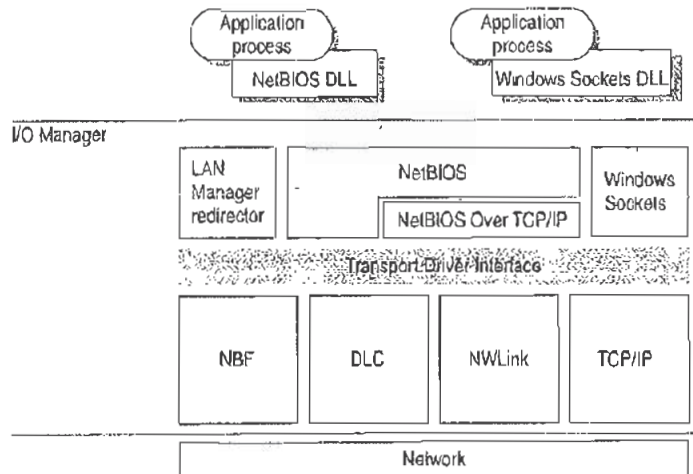 Application
process
NetBIOS DLL
Application
process
Windows Sockets DLL
I/O Manager
LAN
Manager
redirector
NetBIOS
NetBIOS Over TCP/IP
Windows
Sockets
Transport Driver Interface
NBF
DLC
NWLink
TCP/IP
Network